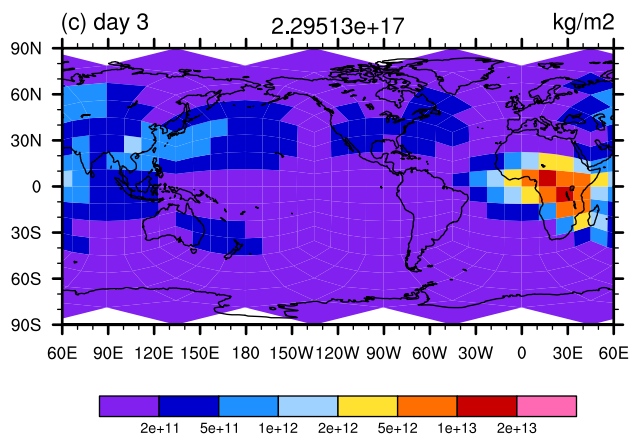 (c) day 3 2.29513e+17 kg/m2
90N
60N
30N
0
30S
60S
90S
60E 90E 120E 150E 180 150W 120W 90W 60W 30W 0 30E 60E
2e+11 5e+11 1e+12 2e+12 5e+12 1e+13 2e+13